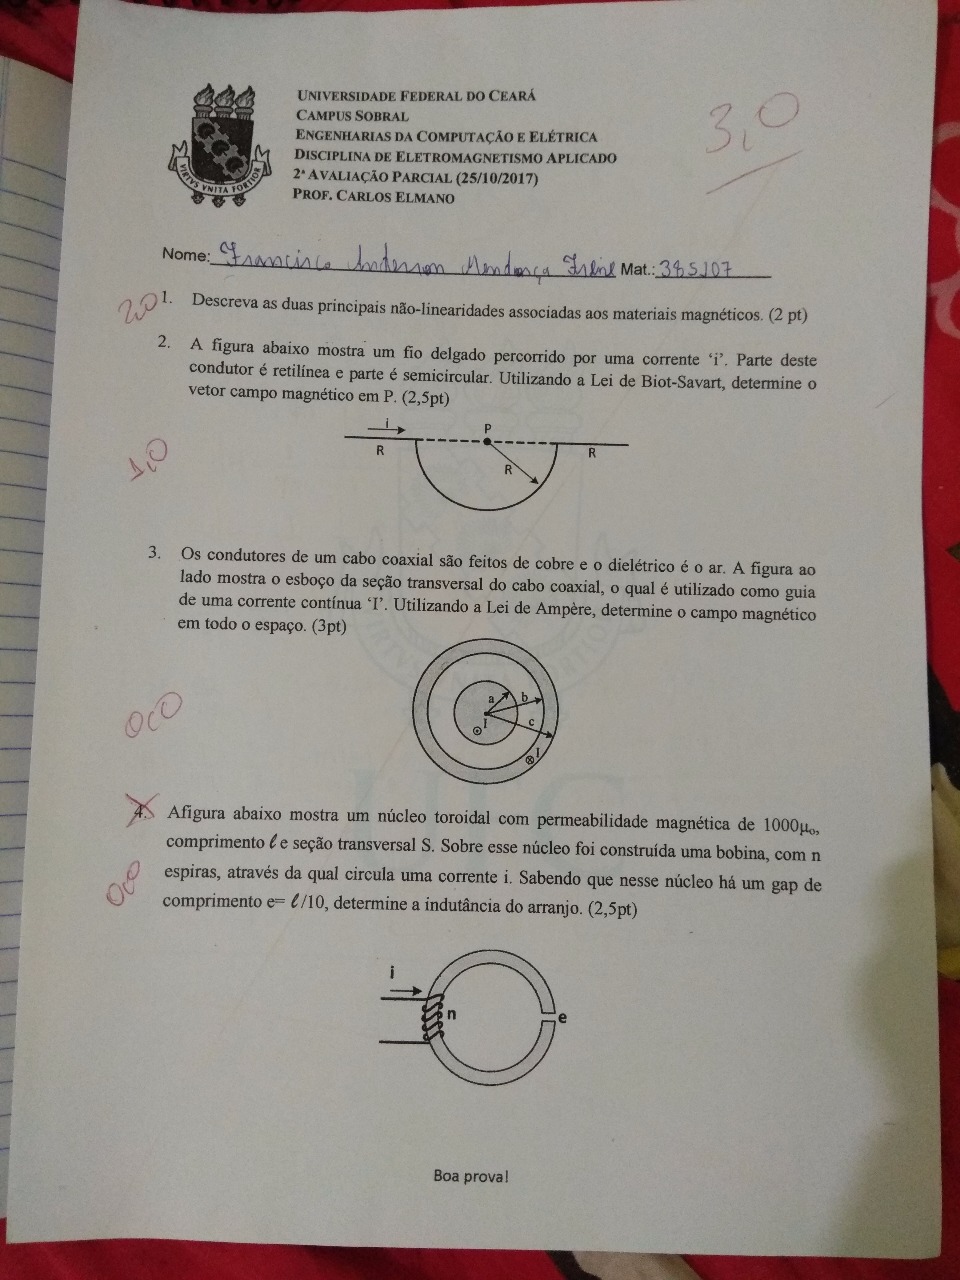 UNIVERSIDADE FEDERAL DO CEARÁ
CAMPUS SOBRAL
ENGENHARIAS DA COMPUTAÇÃO E ELÉTRICA
DISCIPLINA DE ELETROMAGNETISMO APLICADO
2ª AVALIAÇÃO PARCIAL (25/10/2017)
PROF. CARLOS ELMANO
VIRTVS VNITA FORTIOR
3,0
Nome: Francisco Anderson Mendonça Freire Mat.: 385107
2,0
1. Descreva as duas principais não-linearidades associadas aos materiais magnéticos. (2 pt)
2. A figura abaixo mostra um fio delgado percorrido por uma corrente ‘i’. Parte deste
condutor é retilínea e parte é semicircular. Utilizando a Lei de Biot-Savart, determine o
vetor campo magnético em P. (2,5pt)
1,0
i
P
R
R
R
3. Os condutores de um cabo coaxial são feitos de cobre e o dielétrico é o ar. A figura ao
lado mostra o esboço da seção transversal do cabo coaxial, o qual é utilizado como guia
de uma corrente contínua ‘I’. Utilizando a Lei de Ampère, determine o campo magnético
em todo o espaço. (3pt)
0,0
a
b
c
I
I
4. Afigura abaixo mostra um núcleo toroidal com permeabilidade magnética de 1000μₒ,
comprimento ℓ e seção transversal S. Sobre esse núcleo foi construída uma bobina, com n
espiras, através da qual circula uma corrente i. Sabendo que nesse núcleo há um gap de
comprimento e= ℓ /10, determine a indutância do arranjo. (2,5pt)
0,0
i
n
e
Boa prova!